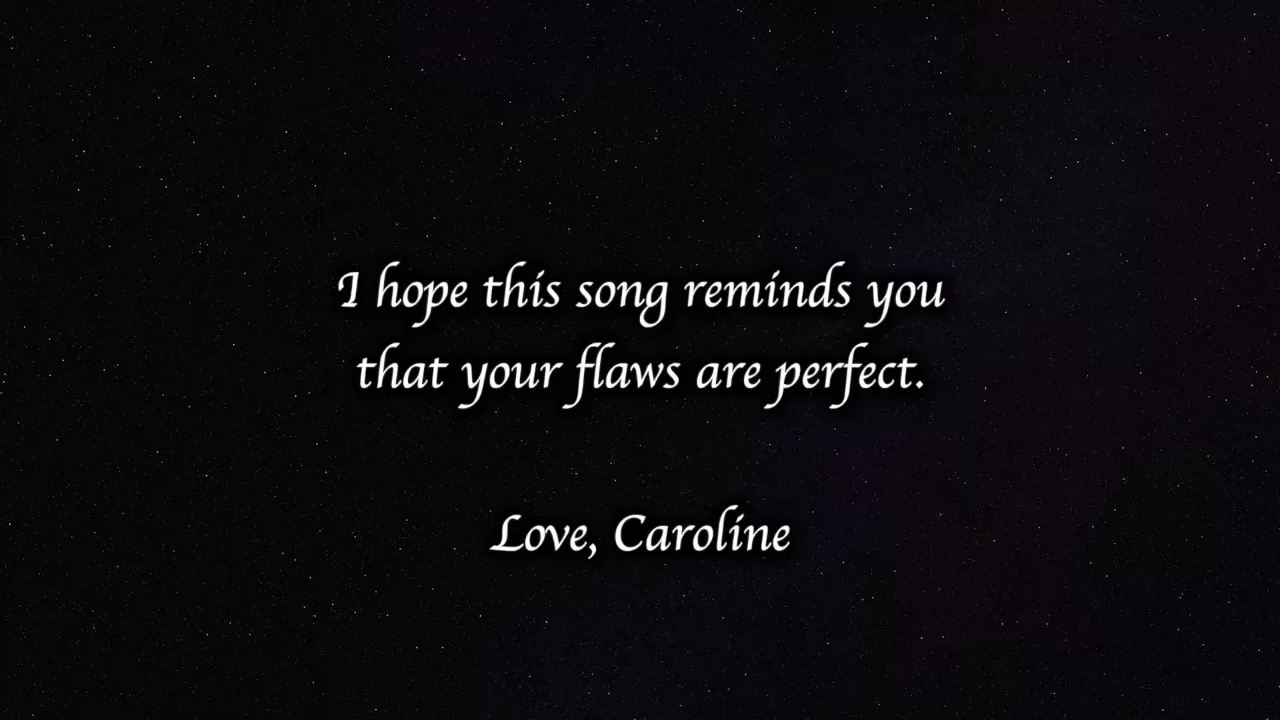 I hope this song reminds you
that your flaws are perfect.
Love, Caroline